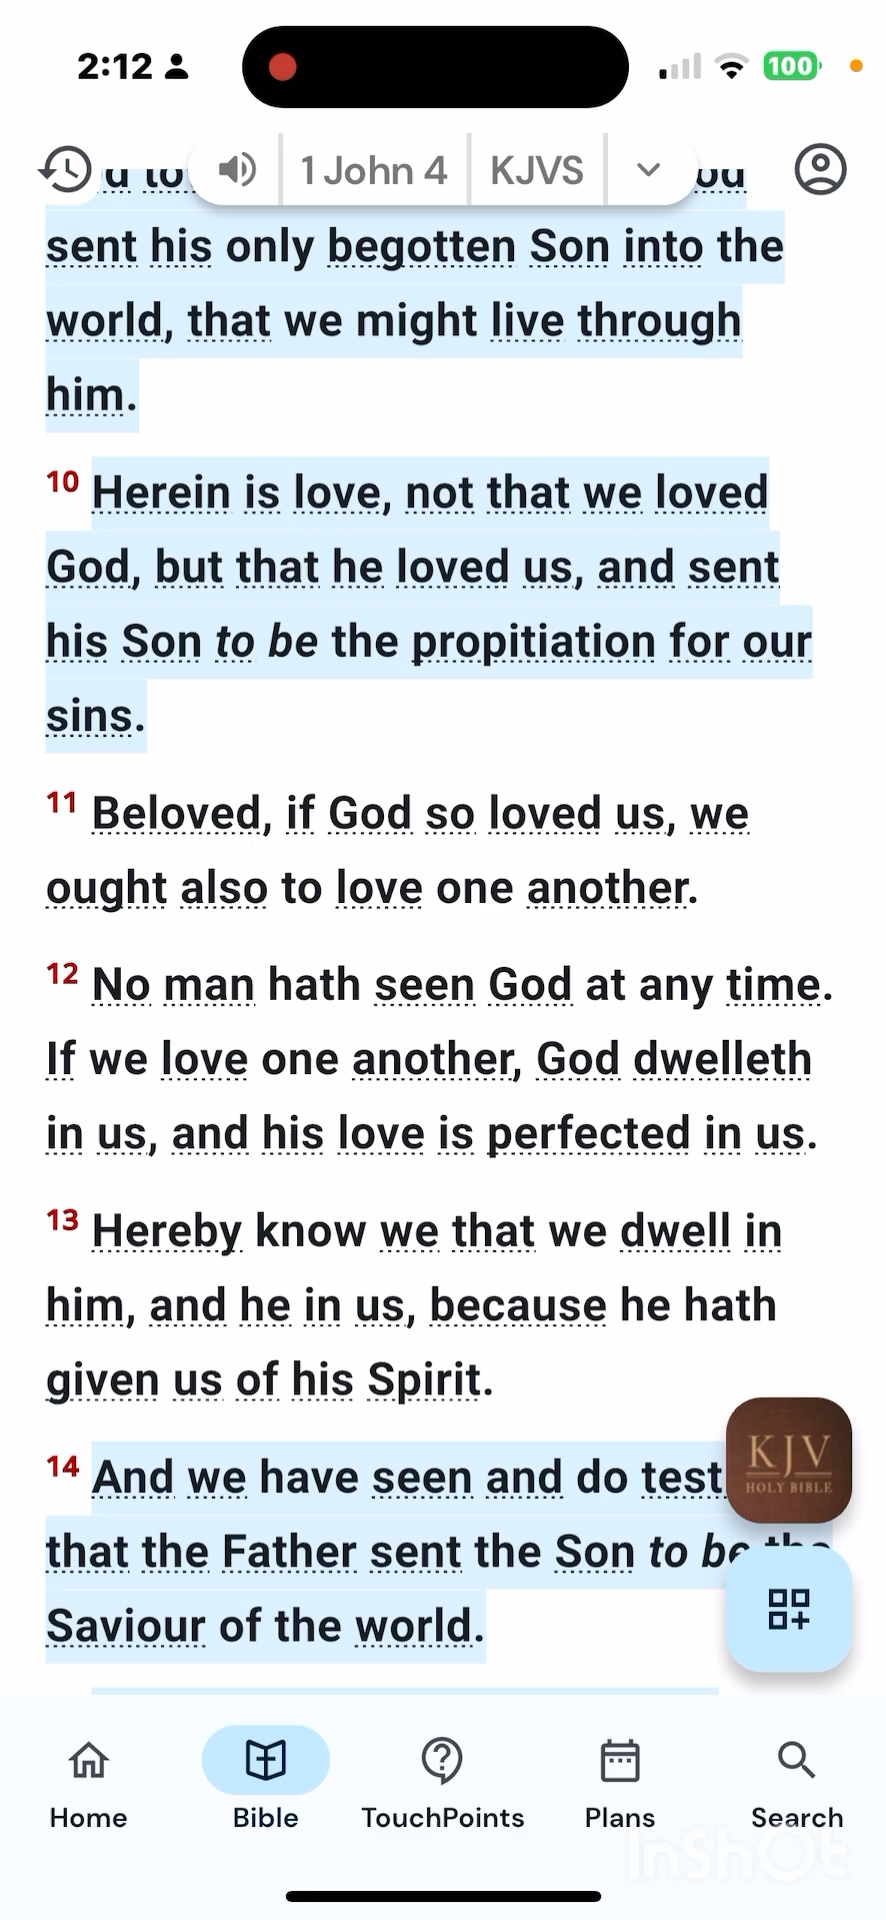 2:12
100
1 John 4
KJVS
sent his only begotten Son into the
world, that we might live through
him.
10 Herein is love, not that we loved
God, but that he loved us, and sent
his Son to be the propitiation for our
sins.
11 Beloved, if God so loved us, we
ought also to love one another.
12 No man hath seen God at any time.
If we love one another, God dwelleth
in us, and his love is perfected in us.
13 Hereby know we that we dwell in
him, and he in us, because he hath
given us of his Spirit.
14 And we have seen and do test
KJV
HOLY BIBLE
that the Father sent the Son to be the
Saviour of the world.
Home
Bible
TouchPoints
Plans
Search
InShOt